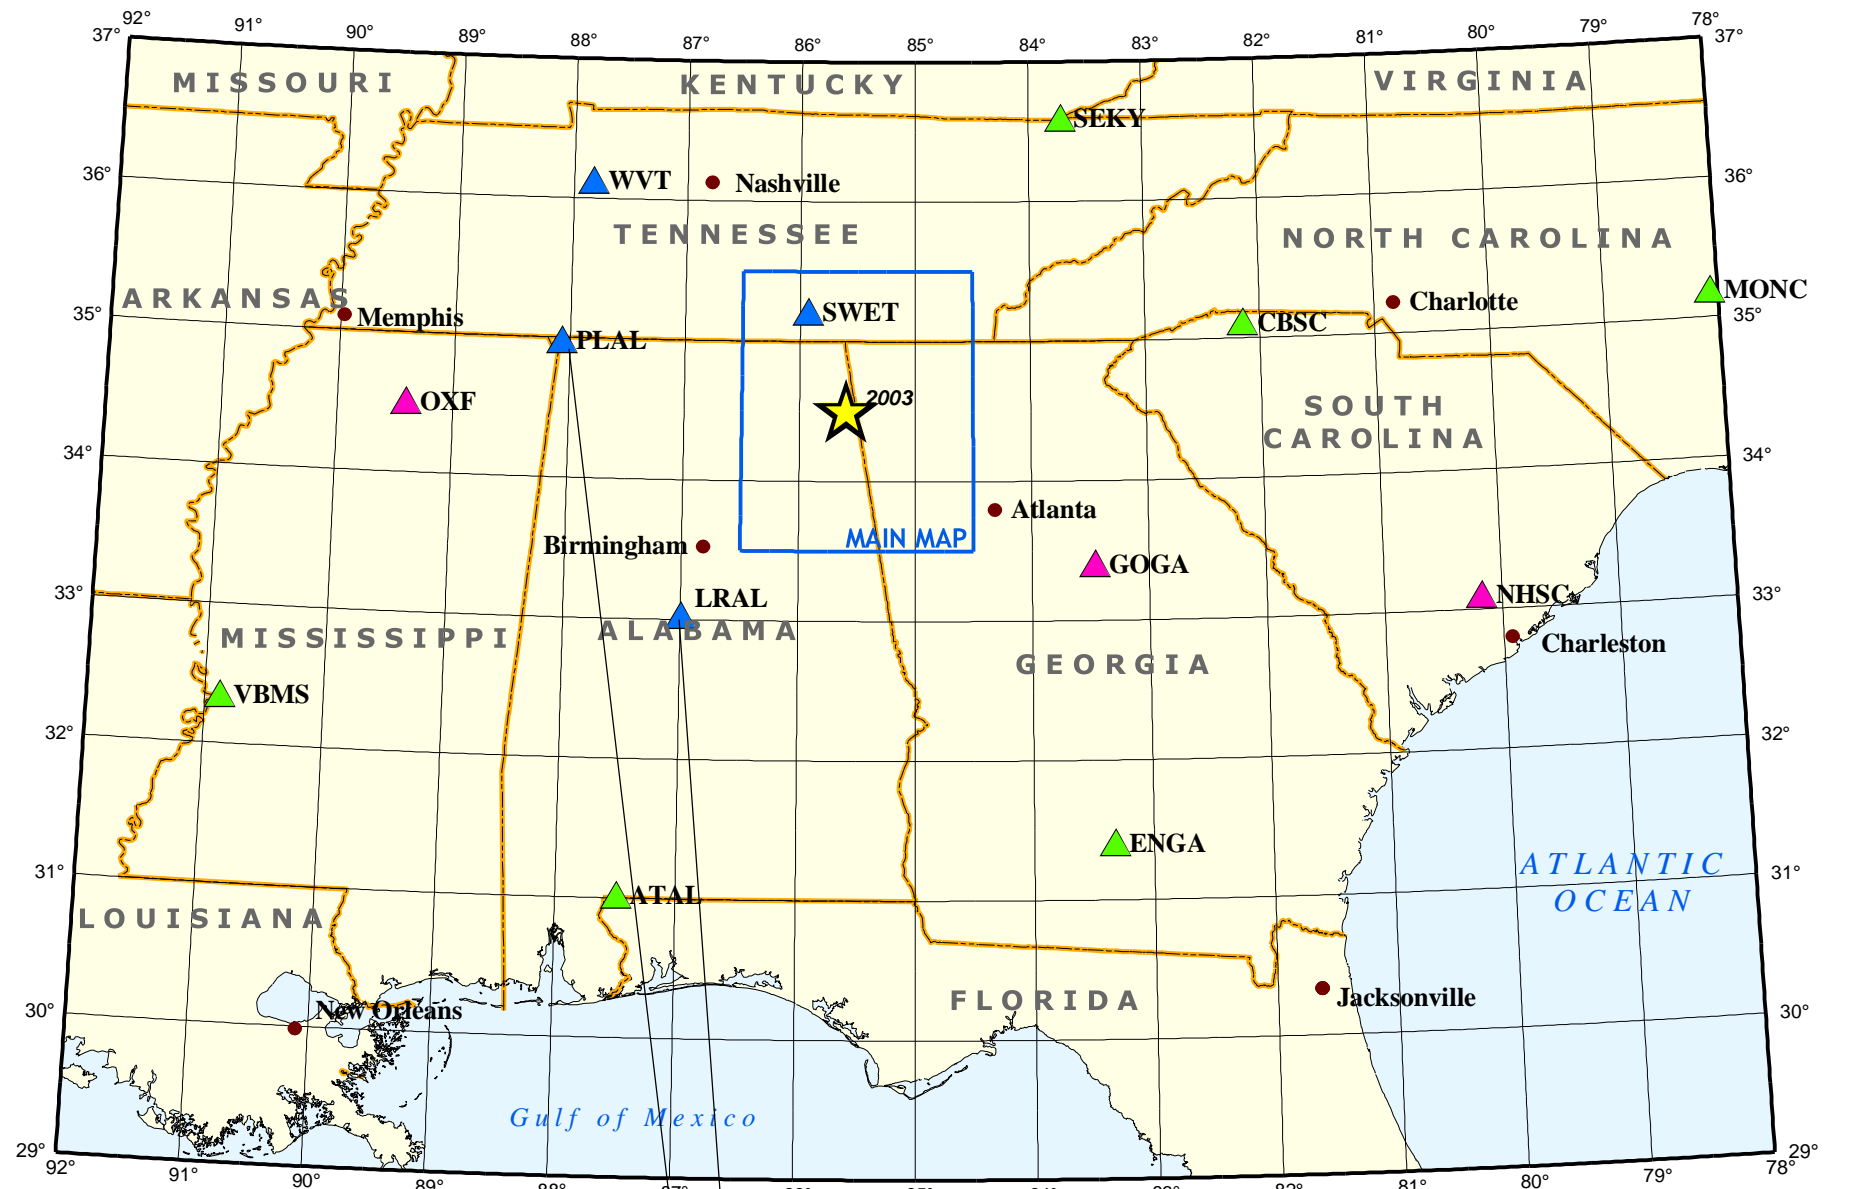 92°
91°
90°
89°
88°
87°
86°
85°
84°
83°
82°
81°
80°
79°
78°
37°
37°
MISSOURI
KENTUCKY
VIRGINIA
SEKY
36°
WVT
Nashville
36°
TENNESSEE
NORTH CAROLINA
ARKANSAS
MONC
35°
Memphis
SWET
CBSC
Charlotte
35°
PLAL
OXF
2003
SOUTH
CAROLINA
34°
34°
Atlanta
Birmingham
MAIN MAP
GOGA
33°
LRAL
NHSC
33°
MISSISSIPPI
ALABAMA
Charleston
GEORGIA
VBMS
32°
32°
ENGA
ATLANTIC
OCEAN
31°
31°
ATAL
LOUISIANA
30°
New Orleans
FLORIDA
Jacksonville
30°
Gulf of Mexico
29°
29°
92°
91°
90°
89°
88°
87°
86°
85°
84°
83°
82°
81°
80°
79°
78°